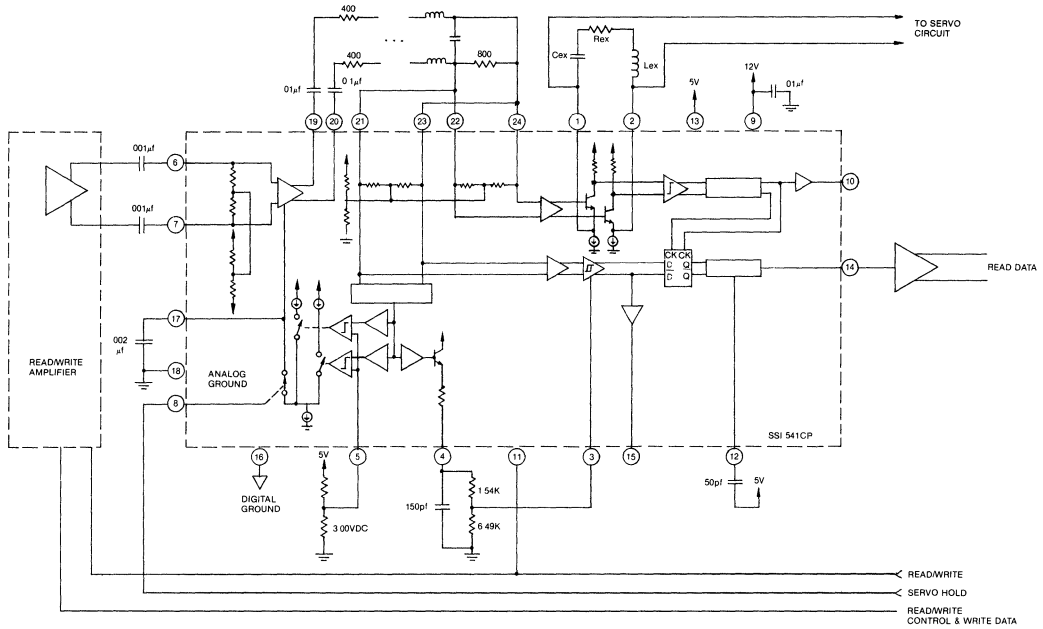 400
400
. . .
800
01μf
0 1μf
Cex
Rex
Lex
TO SERVO
CIRCUIT
5V
12V
01μf
19
20
21
23
22
24
1
2
13
9
001μf
6
001μf
7
10
CK CK
D Q
D Q
14
READ DATA
17
002
μf
18
8
READ/WRITE
AMPLIFIER
ANALOG
GROUND
SSI 541CP
16
5
4
11
3
15
12
DIGITAL
GROUND
5V
3 00VDC
150pf
1 54K
6 49K
50pf
5V
READ/WRITE
SERVO HOLD
READ/WRITE
CONTROL & WRITE DATA